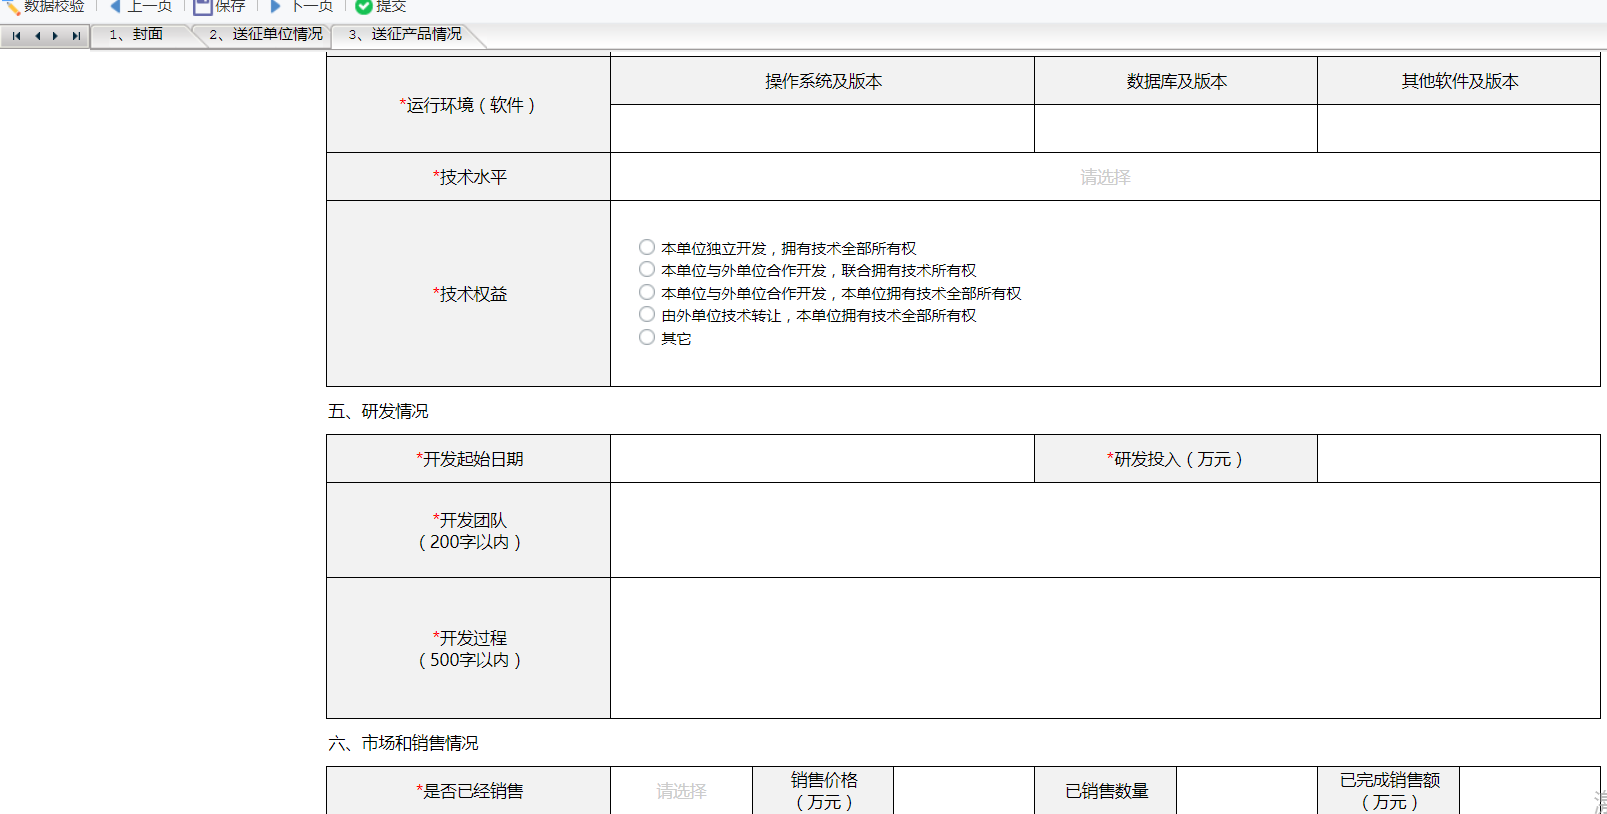 数据校验 上一页 保存 下一页 提交
1、封面 2、送征单位情况 3、送征产品情况
*运行环境（软件） 操作系统及版本 数据库及版本 其他软件及版本
*技术水平 请选择
*技术权益
本单位独立开发，拥有技术全部所有权
本单位与外单位合作开发，联合拥有技术所有权
本单位与外单位合作开发，本单位拥有技术全部所有权
由外单位技术转让，本单位拥有技术全部所有权
其它
五、研发情况
*开发起始日期 *研发投入（万元）
*开发团队
（200字以内）
*开发过程
（500字以内）
六、市场和销售情况
*是否已经销售 请选择 销售价格
（万元） 已销售数量 已完成销售额
（万元）